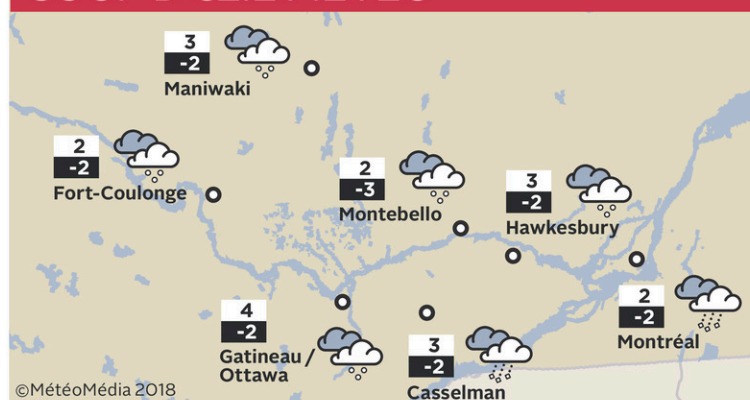 3
-2
Maniwaki
2
-2
Fort-Coulonge
2
-3
Montebello
3
-2
Hawkesbury
4
-2
Gatineau /
Ottawa
3
-2
Casselman
2
-2
Montréal
©MétéoMédia 2018